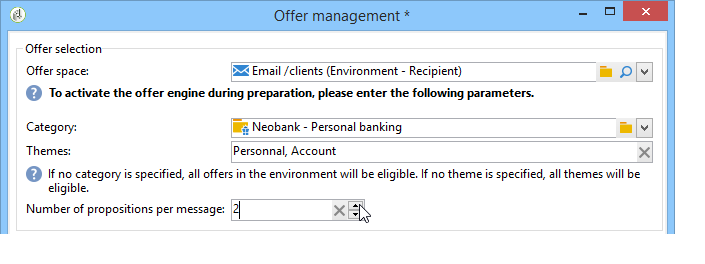 Offer management *
Offer selection
Offer space: Email /clients (Environment - Recipient)
To activate the offer engine during preparation, please enter the following parameters.
Category: Neobank - Personal banking
Themes: Personnal, Account
If no category is specified, all offers in the environment will be eligible. If no theme is specified, all themes will be
eligible.
Number of propositions per message: 2